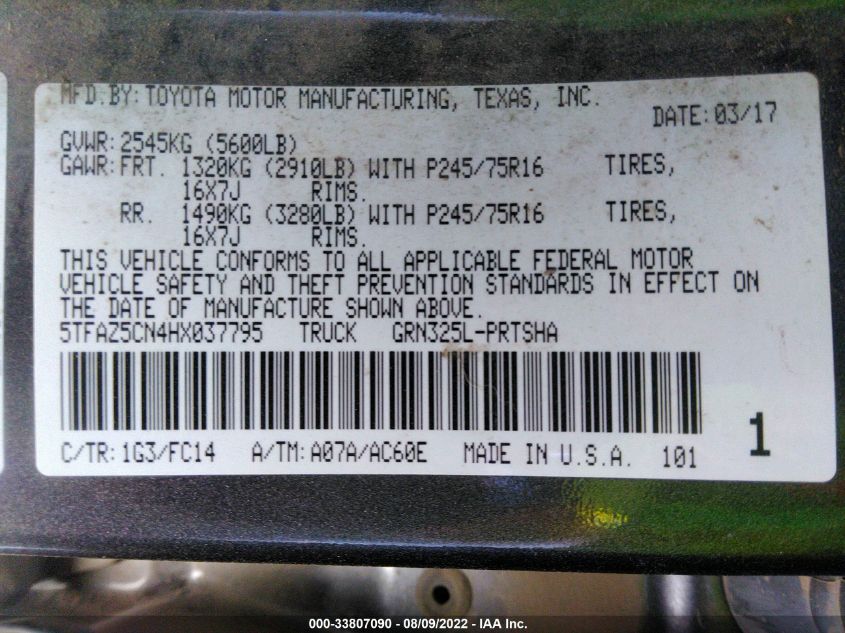 MFD.BY: TOYOTA MOTOR MANUFACTURING, TEXAS, INC.
DATE: 03/17
GVWR: 2545KG (5600LB)
GAWR: FRT. 1320KG (2910LB) WITH P245/75R16 TIRES,
16X7J RIMS.
RR. 1490KG (3280LB) WITH P245/75R16 TIRES,
16X7J RIMS.
THIS VEHICLE CONFORMS TO ALL APPLICABLE FEDERAL MOTOR
VEHICLE SAFETY AND THEFT PREVENTION STANDARDS IN EFFECT ON
THE DATE OF MANUFACTURE SHOWN ABOVE.
5TFAZ5CN4HX037795 TRUCK GRN325L-PRTSHA
C/TR: 1G3/FC14 A/TM: A07A/AC60E MADE IN U.S.A. 101
1
000-33807090 - 08/09/2022 - IAA Inc.